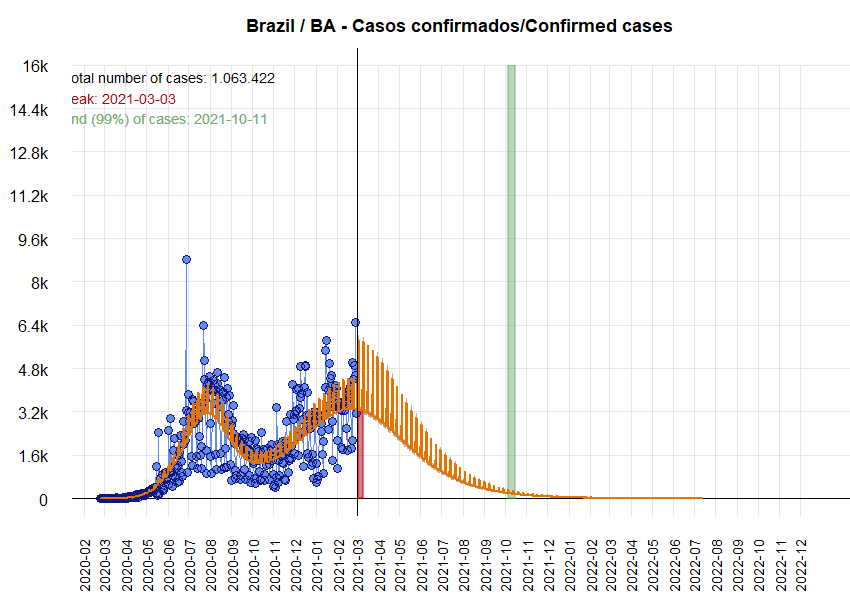 Brazil / BA - Casos confirmados/Confirmed cases
otal number of cases: 1.063.422
eak: 2021-03-03
nd (99%) of cases: 2021-10-11
16k
14.4k
12.8k
11.2k
9.6k
8k
6.4k
4.8k
3.2k
1.6k
0
2020-02
2020-03
2020-04
2020-05
2020-06
2020-07
2020-08
2020-09
2020-10
2020-11
2020-12
2021-01
2021-02
2021-03
2021-04
2021-05
2021-06
2021-07
2021-08
2021-09
2021-10
2021-11
2021-12
2022-01
2022-02
2022-03
2022-04
2022-05
2022-06
2022-07
2022-08
2022-09
2022-10
2022-11
2022-12